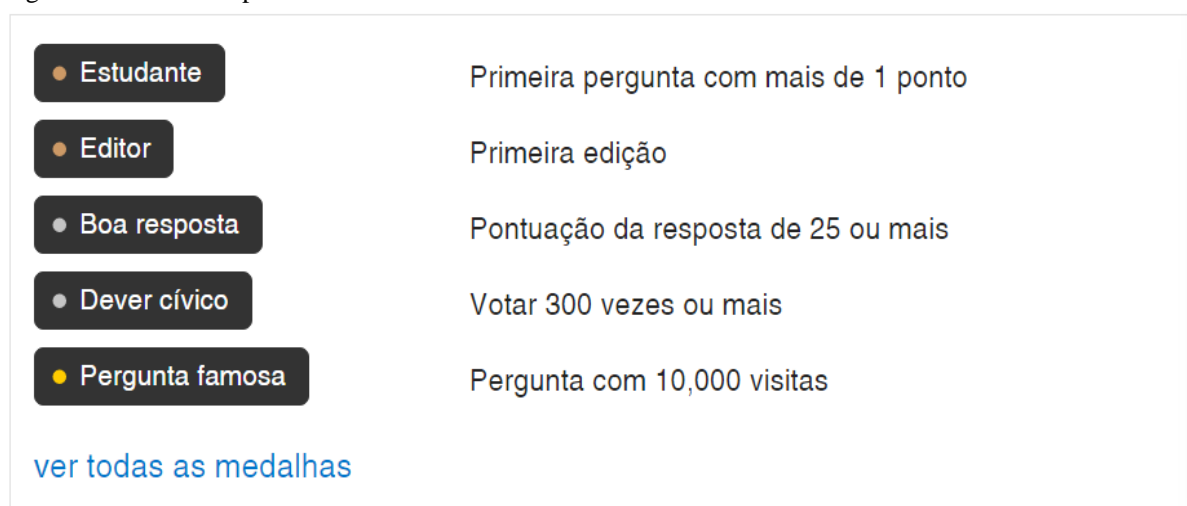 Estudante Primeira pergunta com mais de 1 ponto
Editor Primeira edição
Boa resposta Pontuação da resposta de 25 ou mais
Dever cívico Votar 300 vezes ou mais
Pergunta famosa Pergunta com 10,000 visitas
ver todas as medalhas